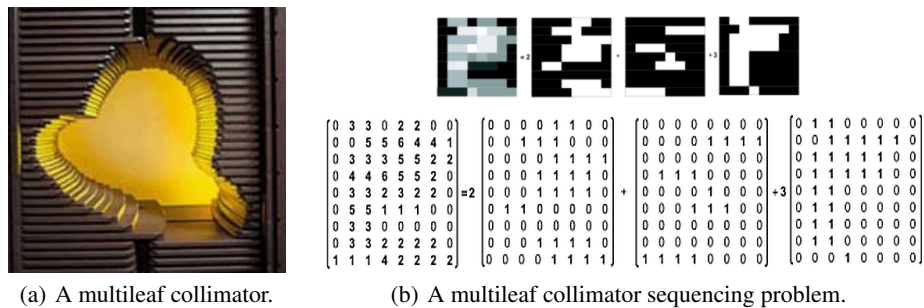 = 2 + + 3
0 3 3 0 2 2 0 0 0 0 0 0 1 1 0 0 0 0 0 0 0 0 0 0 0 1 1 0 0 0 0 0
0 0 5 5 6 4 4 1 0 0 1 1 1 0 0 0 0 0 0 0 1 1 1 1 0 0 1 1 1 1 1 0
0 3 3 3 5 5 2 2 0 0 0 0 1 1 1 1 0 0 0 0 0 0 0 0 0 1 1 1 1 1 0 0
0 4 4 6 5 5 2 0 0 0 0 1 1 1 1 0 0 1 1 1 0 0 0 0 0 1 1 1 1 1 0 0
0 3 3 2 3 2 2 0 = 2 0 0 0 1 1 1 1 0 + 0 0 0 0 1 0 0 0 + 3 0 1 1 0 0 0 0 0
0 5 5 1 1 1 0 0 0 1 1 0 0 0 0 0 0 0 0 1 1 1 0 0 0 1 1 0 0 0 0 0
0 3 3 0 0 0 0 0 0 0 0 0 0 0 0 0 0 0 0 0 0 0 0 0 0 1 1 0 0 0 0 0
0 3 3 2 2 2 2 0 0 0 0 1 1 1 1 0 0 0 0 0 0 0 0 0 0 1 1 0 0 0 0 0
1 1 1 4 2 2 2 2 0 0 0 0 1 1 1 1 1 1 1 1 0 0 0 0 0 0 0 1 0 0 0 0
(a) A multileaf collimator.
(b) A multileaf collimator sequencing problem.